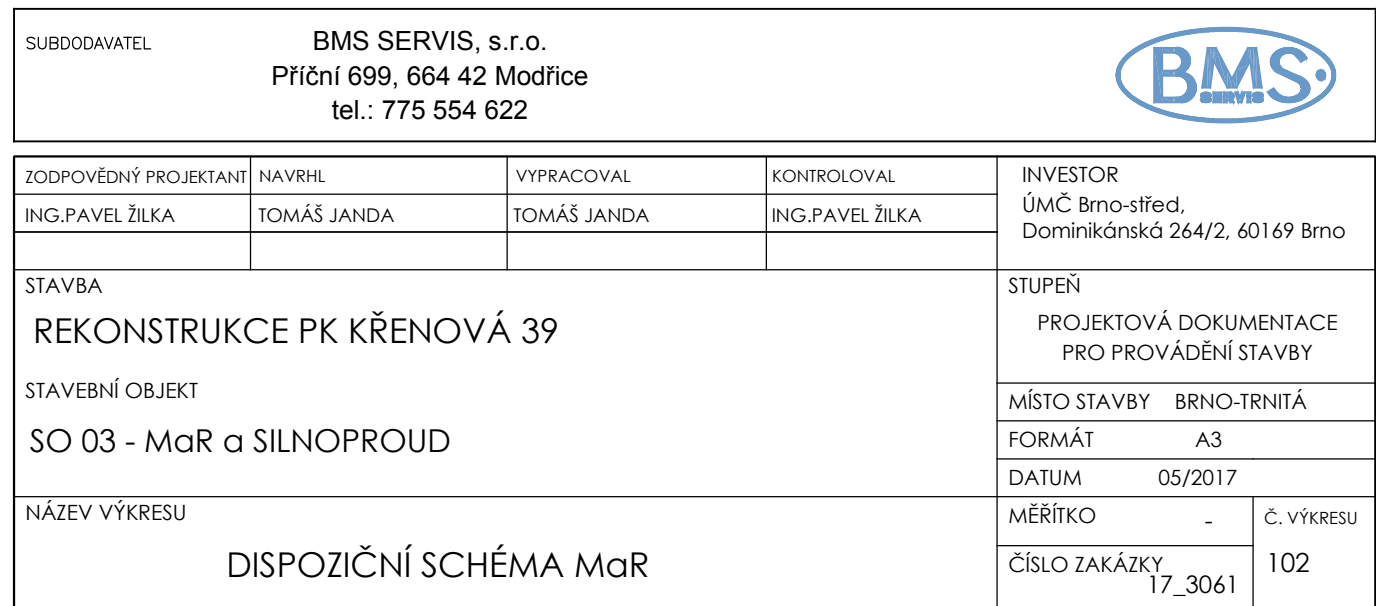 SUBDODAVATEL
BMS SERVIS, s.r.o.
Příční 699, 664 42 Modřice
tel.: 775 554 622
BMS
SERVIS
ZODPOVĚDNÝ PROJEKTANT NAVRHL VYPRACOVAL KONTROLOVAL
ING.PAVEL ŽILKA TOMÁŠ JANDA TOMÁŠ JANDA ING.PAVEL ŽILKA
INVESTOR
ÚMČ Brno-střed,
Dominikánská 264/2, 60169 Brno
STAVBA
REKONSTRUKCE PK KŘENOVÁ 39
STAVEBNÍ OBJEKT
SO 03 - MaR a SILNOPROUD
STUPEŇ
PROJEKTOVÁ DOKUMENTACE
PRO PROVÁDĚNÍ STAVBY
MÍSTO STAVBY BRNO-TRNITÁ
FORMÁT A3
DATUM 05/2017
NÁZEV VÝKRESU
DISPOZIČNÍ SCHÉMA MaR
MĚŘÍTKO -
ČÍSLO ZAKÁZKY
17_3061
Č. VÝKRESU
102